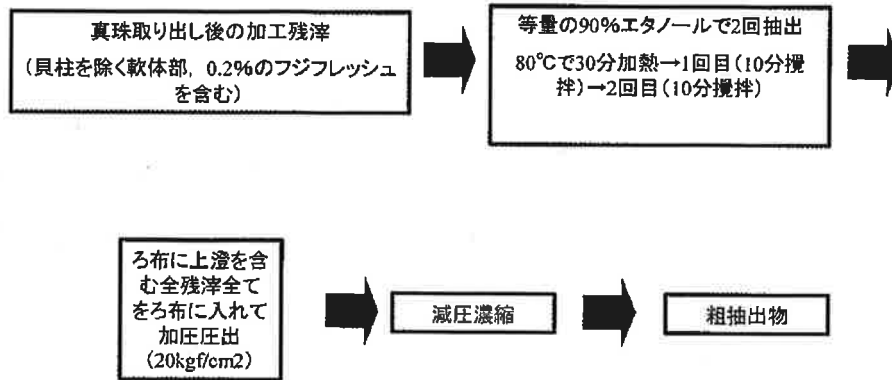 真珠取り出し後の加工残滓
（貝柱を除く軟体部，0.2%のフジフレッシュ
を含む）
等量の90%エタノールで2回抽出
80℃で30分加熱→1回目（10分攪
拌）→2回目（10分攪拌）
ろ布に上澄を含
む全残滓全て
をろ布に入れて
加圧圧出
（20kgf/cm2）
減圧濃縮
粗抽出物